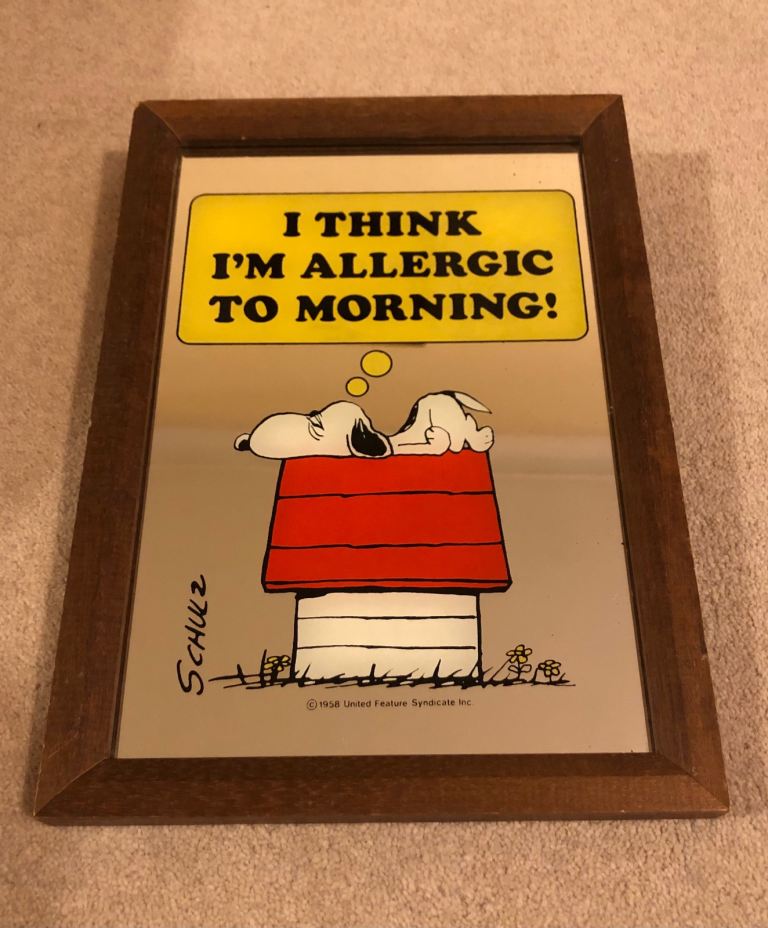 I THINK
I'M ALLERGIC
TO MORNING!
SCHULZ
© 1958 United Feature Syndicate Inc.